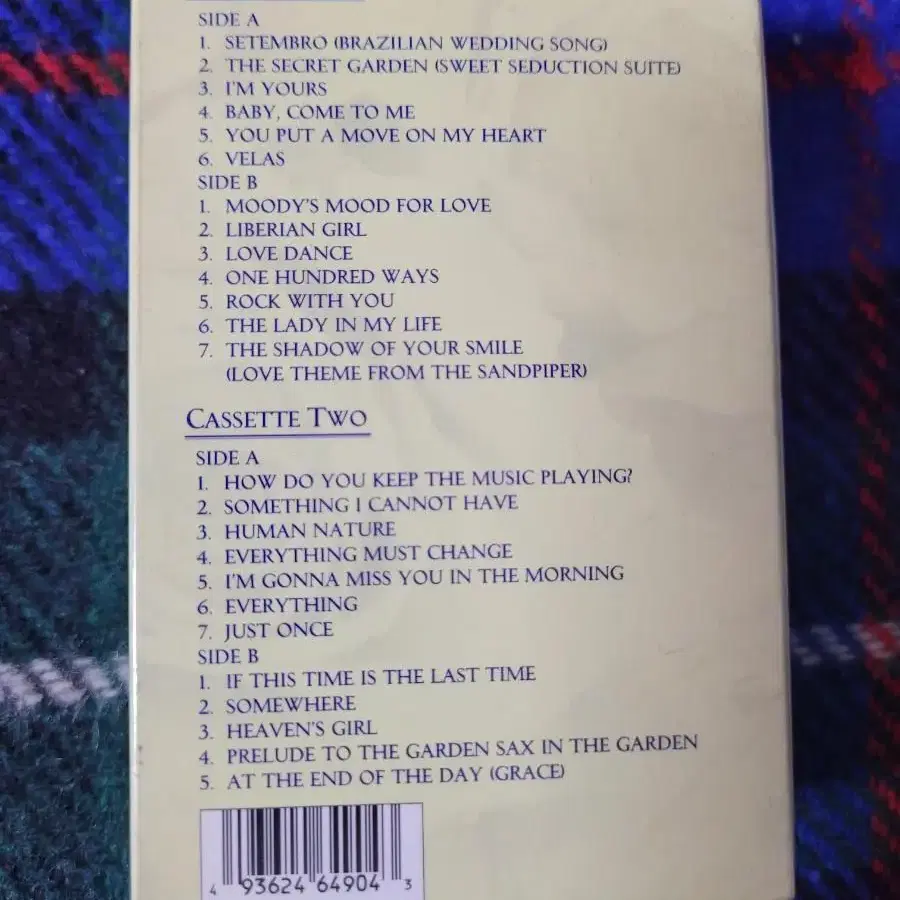 SIDE A
1. SETEMBRO (BRAZILIAN WEDDING SONG)
2. THE SECRET GARDEN (SWEET SEDUCTION SUITE)
3. I'M YOURS
4. BABY, COME TO ME
5. YOU PUT A MOVE ON MY HEART
6. VELAS
SIDE B
1. MOODY'S MOOD FOR LOVE
2. LIBERIAN GIRL
3. LOVE DANCE
4. ONE HUNDRED WAYS
5. ROCK WITH YOU
6. THE LADY IN MY LIFE
7. THE SHADOW OF YOUR SMILE
(LOVE THEME FROM THE SANDPIPER)
CASSETTE TWO
SIDE A
1. HOW DO YOU KEEP THE MUSIC PLAYING?
2. SOMETHING I CANNOT HAVE
3. HUMAN NATURE
4. EVERYTHING MUST CHANGE
5. I'M GONNA MISS YOU IN THE MORNING
6. EVERYTHING
7. JUST ONCE
SIDE B
1. IF THIS TIME IS THE LAST TIME
2. SOMEWHERE
3. HEAVEN'S GIRL
4. PRELUDE TO THE GARDEN SAX IN THE GARDEN
5. AT THE END OF THE DAY (GRACE)
4 93624 64904 3